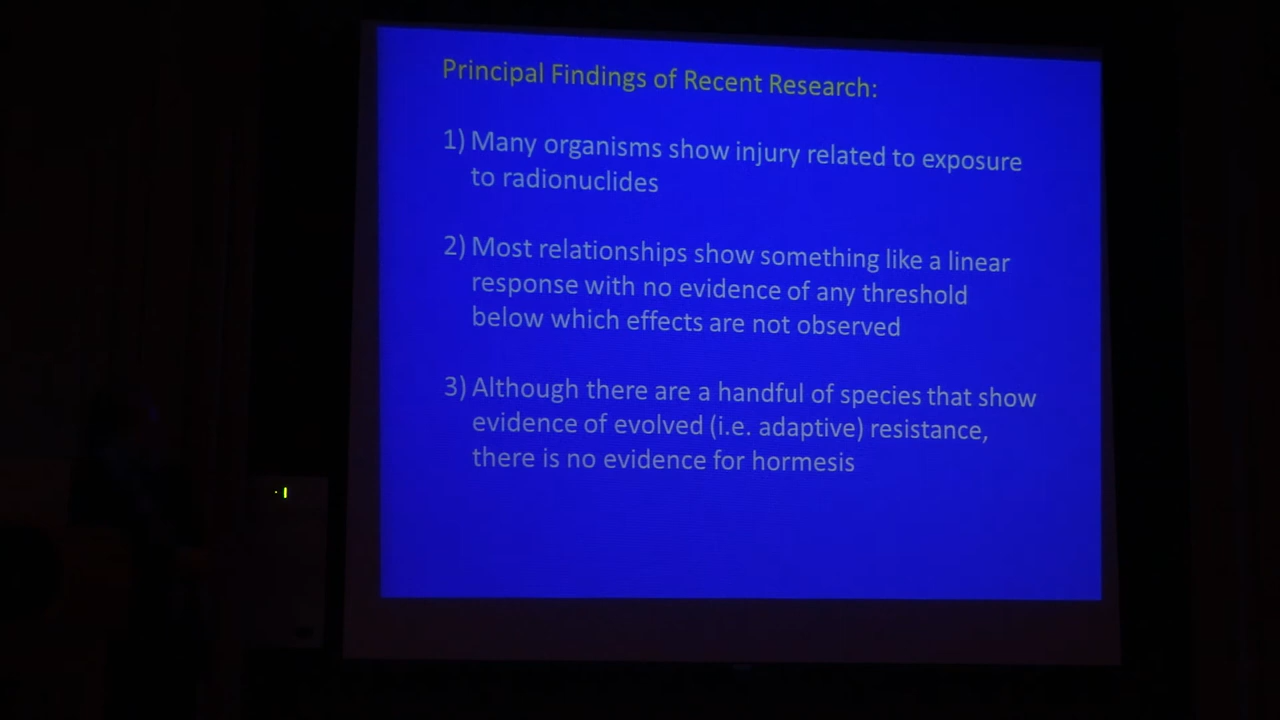 Principal Findings of Recent Research:
1) Many organisms show injury related to exposure
to radionuclides
2) Most relationships show something like a linear
response with no evidence of any threshold
below which effects are not observed
3) Although there are a handful of species that show
evidence of evolved (i.e. adaptive) resistance,
there is no evidence for hormesis